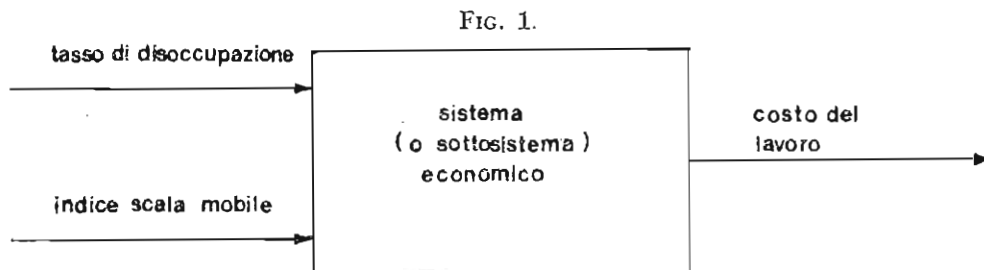 FIG. 1.
tasso di disoccupazione
sistema
(o sottosistema)
economico
costo del
lavoro
indice scala mobile